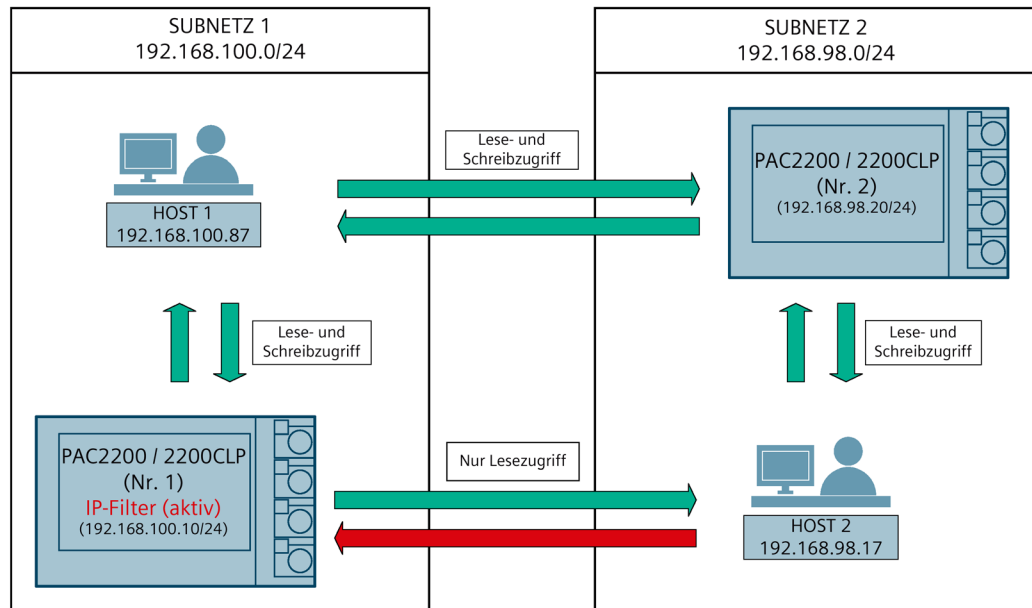 SUBNETZ 1
192.168.100.0/24
SUBNETZ 2
192.168.98.0/24
HOST 1
192.168.100.87
Lese- und
Schreibzugriff
PAC2200 / 2200CLP
(Nr. 2)
(192.168.98.20/24)
Lese- und
Schreibzugriff
Lese- und
Schreibzugriff
PAC2200 / 2200CLP
(Nr. 1)
IP-Filter (aktiv)
(192.168.100.10/24)
Nur Lesezugriff
HOST 2
192.168.98.17